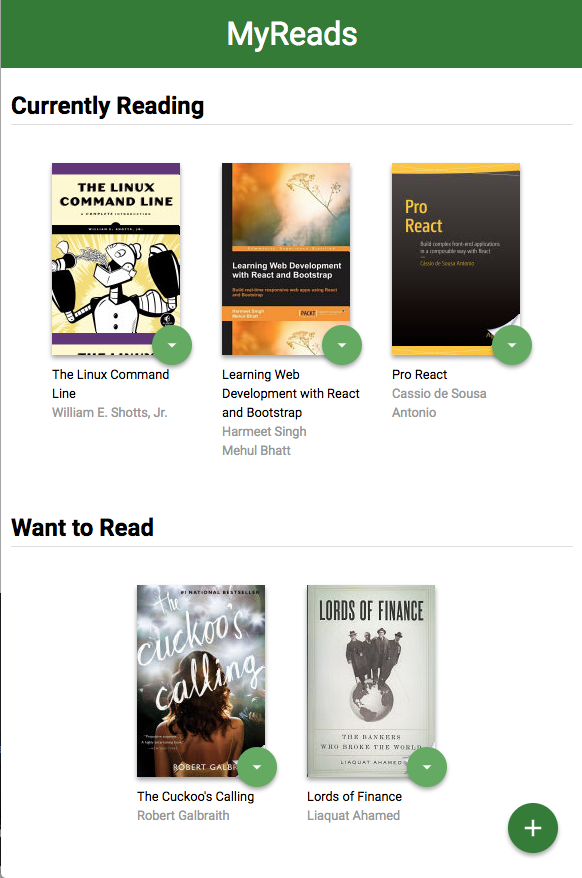 MyReads
Currently Reading
THE LINUX
COMMAND LINE
A COMPLETE INTRODUCTION
WILLIAM E. SHOTTS, JR.
THE LINUX
Learning Web Development
with React and Bootstrap
Build real-time responsive web apps using React
and Bootstrap
Harmeet Singh
Mehul Bhatt
PACKT
Pro
React
Build complex front-end applications
in a composable way with React
Cássio de Sousa Antonio
The Linux Command
Line
William E. Shotts, Jr.
Learning Web
Development with React
and Bootstrap
Harmeet Singh
Mehul Bhatt
Pro React
Cassio de Sousa
Antonio
Want to Read
#1 NATIONAL BESTSELLER
the
cuckoo's
calling
ROBERT GALBR
LORDS OF FINANCE
THE BANKERS
WHO BROKE THE WORLD
LIAQUAT AHAMED
The Cuckoo's Calling
Robert Galbraith
Lords of Finance
Liaquat Ahamed